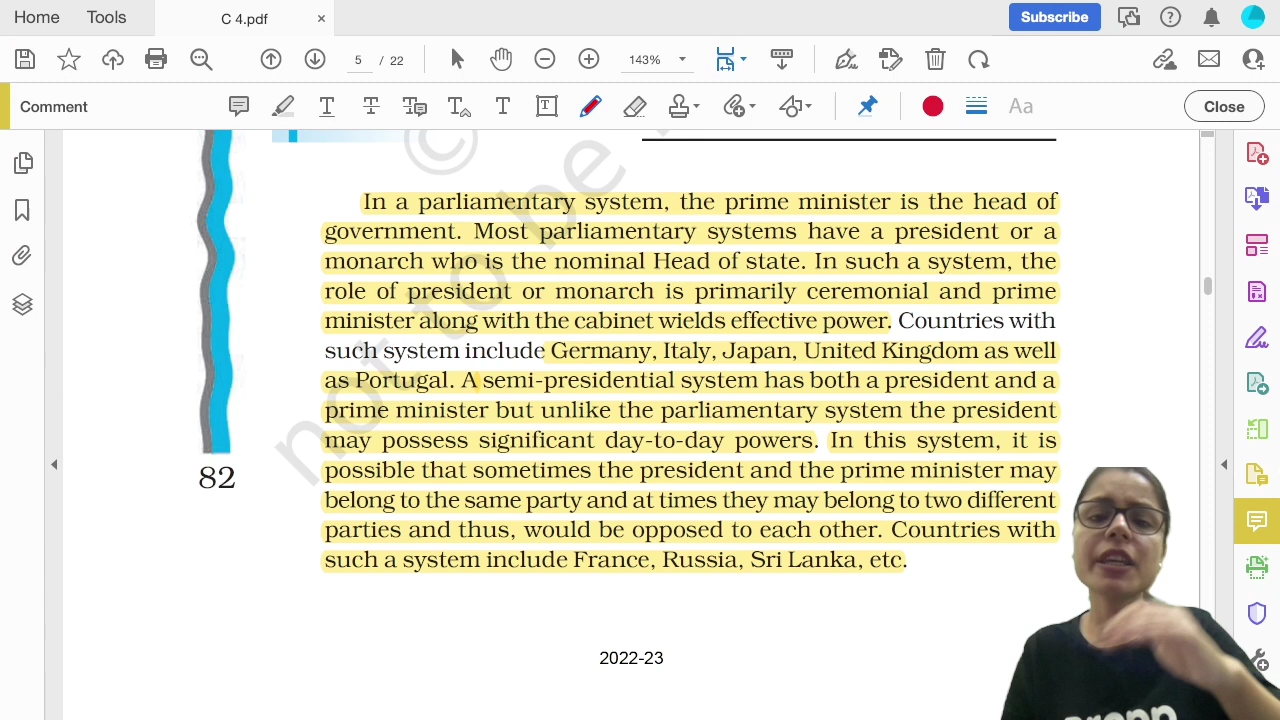 Home Tools C 4.pdf × Subscribe
5 / 22 143%
Comment Aa Close
©
not to be
In a parliamentary system, the prime minister is the head of
government. Most parliamentary systems have a president or a
monarch who is the nominal Head of state. In such a system, the
role of president or monarch is primarily ceremonial and prime
minister along with the cabinet wields effective power. Countries with
such system include Germany, Italy, Japan, United Kingdom as well
as Portugal. A semi-presidential system has both a president and a
prime minister but unlike the parliamentary system the president
may possess significant day-to-day powers. In this system, it is
possible that sometimes the president and the prime minister may
belong to the same party and at times they may belong to two different
parties and thus, would be opposed to each other. Countries with
such a system include France, Russia, Sri Lanka, etc.
82
2022-23